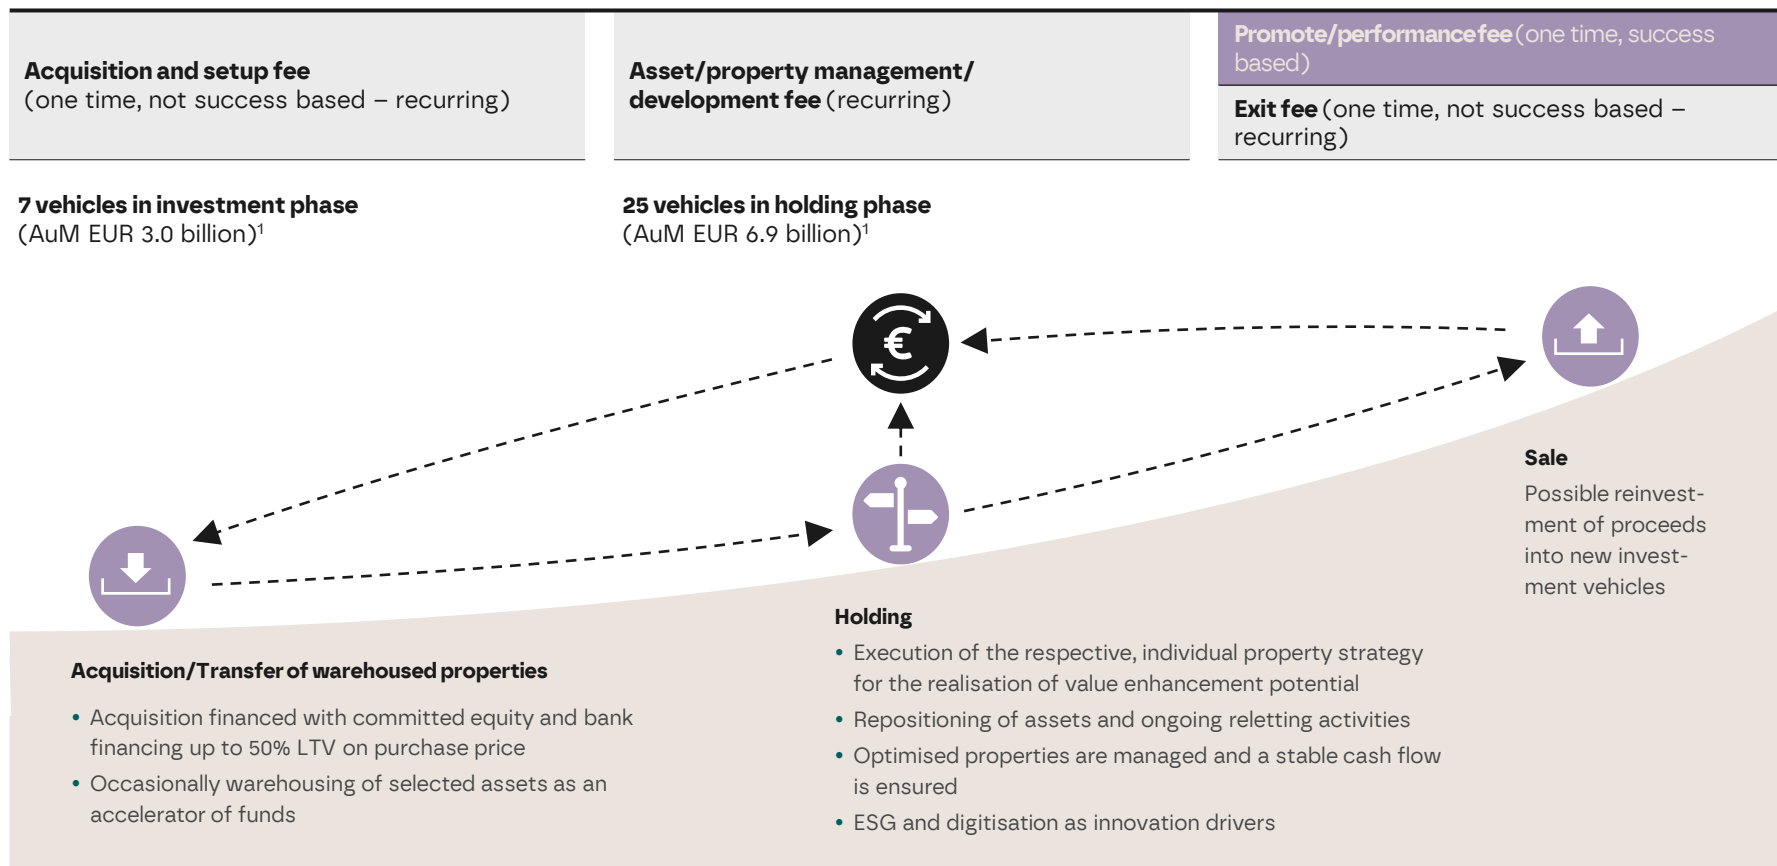 Acquisition and setup fee
(one time, not success based – recurring)
Asset/property management/
development fee (recurring)
Promote/performance fee (one time, success
based)
Exit fee (one time, not success based –
recurring)
7 vehicles in investment phase
(AuM EUR 3.0 billion)¹
25 vehicles in holding phase
(AuM EUR 6.9 billion)¹
€
Sale
Possible reinvest-
ment of proceeds
into new invest-
ment vehicles
Holding
• Execution of the respective, individual property strategy
for the realisation of value enhancement potential
• Repositioning of assets and ongoing reletting activities
• Optimised properties are managed and a stable cash flow
is ensured
• ESG and digitisation as innovation drivers
Acquisition/Transfer of warehoused properties
• Acquisition financed with committed equity and bank
financing up to 50% LTV on purchase price
• Occasionally warehousing of selected assets as an
accelerator of funds